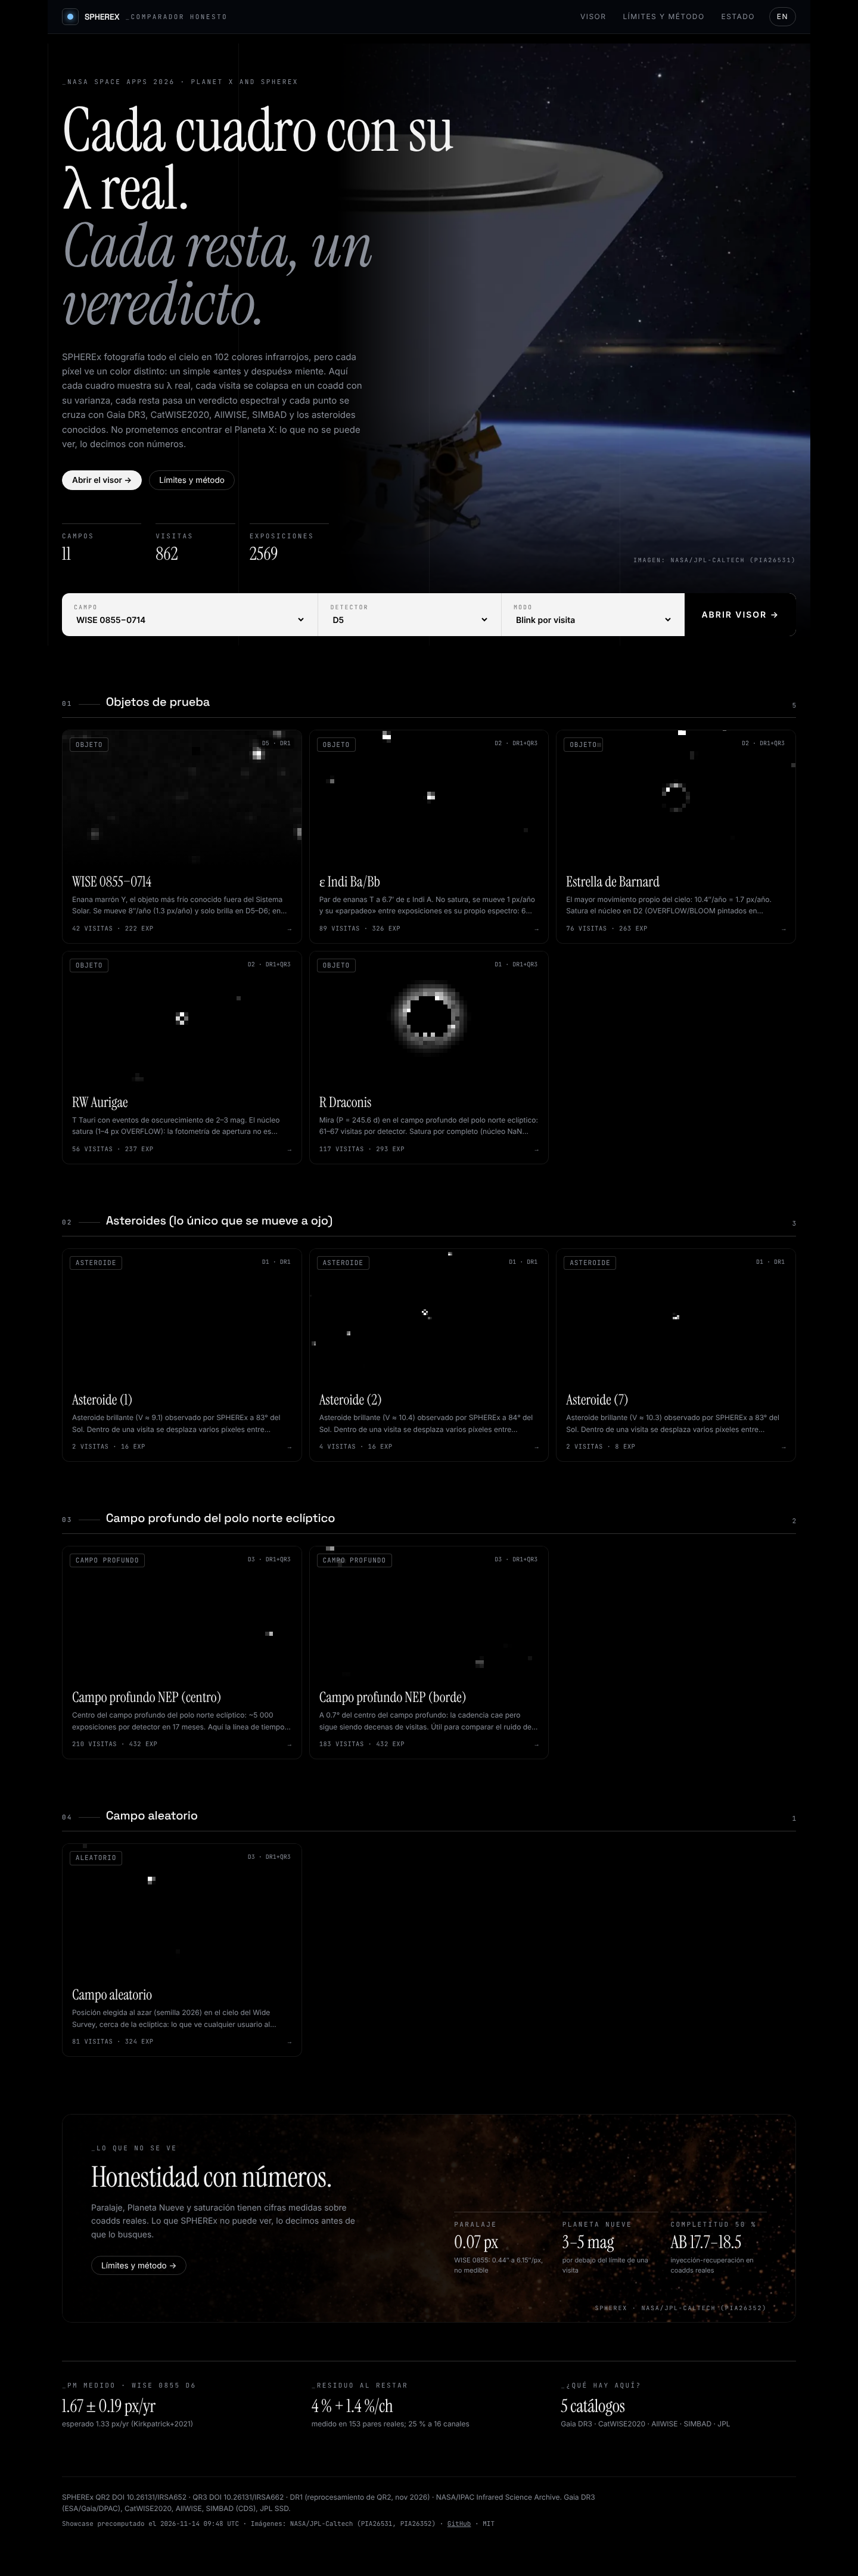 SPHEREX _COMPARADOR HONESTO
VISOR LÍMITES Y MÉTODO ESTADO EN
_NASA SPACE APPS 2026 · PLANET X AND SPHEREX
Cada cuadro con su
λ real.
Cada resta, un
veredicto.
SPHEREx fotografía todo el cielo en 102 colores infrarrojos, pero cada
píxel ve un color distinto: un simple «antes y después» miente. Aquí
cada cuadro muestra su λ real, cada visita se colapsa en un coadd con
su varianza, cada resta pasa un veredicto espectral y cada punto se
cruza con Gaia DR3, CatWISE2020, AllWISE, SIMBAD y los asteroides
conocidos. No prometemos encontrar el Planeta X: lo que no se puede
ver, lo decimos con números.
Abrir el visor → Límites y método
CAMPOS VISITAS EXPOSICIONES
11 862 2569
IMAGEN: NASA/JPL-CALTECH (PIA26531)
CAMPO DETECTOR MODO
WISE 0855−0714 D5 Blink por visita ABRIR VISOR →
01 Objetos de prueba 5
OBJETO D5 · DR1
WISE 0855−0714
Enana marrón Y, el objeto más frío conocido fuera del Sistema
Solar. Se mueve 8″/año (1.3 px/año) y solo brilla en D5–D6; en…
42 VISITAS · 222 EXP →
OBJETO D2 · DR1+QR3
ε Indi Ba/Bb
Par de enanas T a 6.7′ de ε Indi A. No satura, se mueve 1 px/año
y su «parpadeo» entre exposiciones es su propio espectro: 6…
89 VISITAS · 326 EXP →
OBJETO D2 · DR1+QR3
Estrella de Barnard
El mayor movimiento propio del cielo: 10.4″/año = 1.7 px/año.
Satura el núcleo en D2 (OVERFLOW/BLOOM pintados en…
76 VISITAS · 263 EXP →
OBJETO D2 · DR1+QR3
RW Aurigae
T Tauri con eventos de oscurecimiento de 2–3 mag. El núcleo
satura (1–4 px OVERFLOW): la fotometría de apertura no es…
56 VISITAS · 237 EXP →
OBJETO D1 · DR1+QR3
R Draconis
Mira (P = 245.6 d) en el campo profundo del polo norte eclíptico:
61–67 visitas por detector. Satura por completo (núcleo NaN…
117 VISITAS · 293 EXP →
02 Asteroides (lo único que se mueve a ojo) 3
ASTEROIDE D1 · DR1
Asteroide (1)
Asteroide brillante (V ≈ 9.1) observado por SPHEREx a 83° del
Sol. Dentro de una visita se desplaza varios píxeles entre…
2 VISITAS · 16 EXP →
ASTEROIDE D1 · DR1
Asteroide (2)
Asteroide brillante (V ≈ 10.4) observado por SPHEREx a 84° del
Sol. Dentro de una visita se desplaza varios píxeles entre…
4 VISITAS · 16 EXP →
ASTEROIDE D1 · DR1
Asteroide (7)
Asteroide brillante (V ≈ 10.3) observado por SPHEREx a 83° del
Sol. Dentro de una visita se desplaza varios píxeles entre…
2 VISITAS · 8 EXP →
03 Campo profundo del polo norte eclíptico 2
CAMPO PROFUNDO D3 · DR1+QR3
Campo profundo NEP (centro)
Centro del campo profundo del polo norte eclíptico: ~5 000
exposiciones por detector en 17 meses. Aquí la línea de tiempo…
210 VISITAS · 432 EXP →
CAMPO PROFUNDO D3 · DR1+QR3
Campo profundo NEP (borde)
A 0.7° del centro del campo profundo: la cadencia cae pero
sigue siendo decenas de visitas. Útil para comparar el ruido de…
183 VISITAS · 432 EXP →
04 Campo aleatorio 1
ALEATORIO D3 · DR1+QR3
Campo aleatorio
Posición elegida al azar (semilla 2026) en el cielo del Wide
Survey, cerca de la eclíptica: lo que ve cualquier usuario al…
81 VISITAS · 324 EXP →
_LO QUE NO SE VE
Honestidad con números.
Paralaje, Planeta Nueve y saturación tienen cifras medidas sobre
coadds reales. Lo que SPHEREx no puede ver, lo decimos antes de
que lo busques.
Límites y método →
PARALAJE PLANETA NUEVE COMPLETITUD 50 %
0.07 px 3–5 mag AB 17.7–18.5
WISE 0855: 0.44″ a 6.15″/px,
no medible
por debajo del límite de una
visita
inyección-recuperación en
coadds reales
SPHEREX · NASA/JPL-CALTECH (PIA26352)
_PM MEDIDO · WISE 0855 D6
1.67 ± 0.19 px/yr
esperado 1.33 px/yr (Kirkpatrick+2021)
_RESIDUO AL RESTAR
4 % + 1.4 %/ch
medido en 153 pares reales; 25 % a 16 canales
_¿QUÉ HAY AQUÍ?
5 catálogos
Gaia DR3 · CatWISE2020 · AllWISE · SIMBAD · JPL
SPHEREx QR2 DOI 10.26131/IRSA652 · QR3 DOI 10.26131/IRSA662 · DR1 (reprocesamiento de QR2, nov 2026) · NASA/IPAC Infrared Science Archive. Gaia DR3
(ESA/Gaia/DPAC), CatWISE2020, AllWISE, SIMBAD (CDS), JPL SSD.
Showcase precomputado el 2026-11-14 09:48 UTC · Imágenes: NASA/JPL-Caltech (PIA26531, PIA26352) · GitHub · MIT